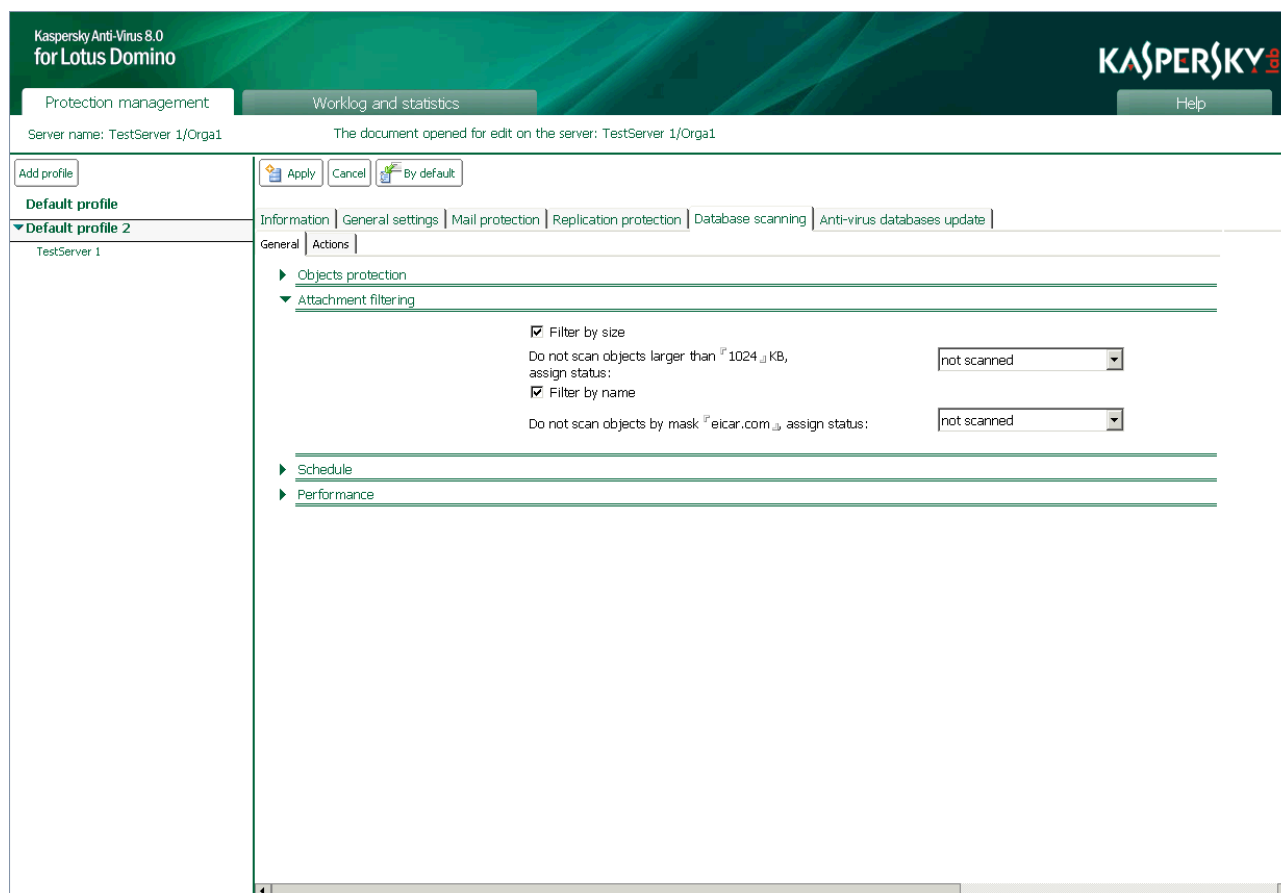 Kaspersky Anti-Virus 8.0
for Lotus Domino
KASPERSKY lab
Protection management
Worklog and statistics
Help
Server name: TestServer 1/Orga1
The document opened for edit on the server: TestServer 1/Orga1
Add profile
Apply
Cancel
By default
Default profile
Default profile 2
TestServer 1
Information
General settings
Mail protection
Replication protection
Database scanning
Anti-virus databases update
General
Actions
Objects protection
Attachment filtering
Filter by size
Do not scan objects larger than 『1024』 KB,
assign status:
not scanned
Filter by name
Do not scan objects by mask 『eicar.com』, assign status:
not scanned
Schedule
Performance